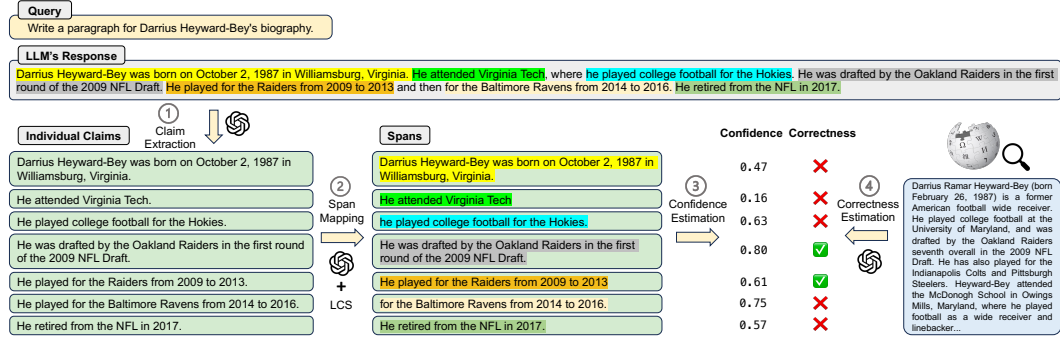 Query
Write a paragraph for Darrius Heyward-Bey's biography.
LLM's Response
Darrius Heyward-Bey was born on October 2, 1987 in Williamsburg, Virginia. He attended Virginia Tech, where he played college football for the Hokies. He was drafted by the Oakland Raiders in the first
round of the 2009 NFL Draft. He played for the Raiders from 2009 to 2013 and then for the Baltimore Ravens from 2014 to 2016. He retired from the NFL in 2017.
1
Claim
Extraction
Individual Claims
Darrius Heyward-Bey was born on October 2, 1987 in
Williamsburg, Virginia.
He attended Virginia Tech.
He played college football for the Hokies.
He was drafted by the Oakland Raiders in the first round
of the 2009 NFL Draft.
He played for the Raiders from 2009 to 2013.
He played for the Baltimore Ravens from 2014 to 2016.
He retired from the NFL in 2017.
2
Span
Mapping
+
LCS
Spans
Darrius Heyward-Bey was born on October 2, 1987 in
Williamsburg, Virginia.
He attended Virginia Tech
he played college football for the Hokies.
He was drafted by the Oakland Raiders in the first
round of the 2009 NFL Draft.
He played for the Raiders from 2009 to 2013
for the Baltimore Ravens from 2014 to 2016.
He retired from the NFL in 2017.
3
Confidence
Estimation
Confidence Correctness
0.47
0.16
0.63
0.80
0.61
0.75
0.57
4
Correctness
Estimation
Darrius Ramar Heyward-Bey (born
February 26, 1987) is a former
American football wide receiver.
He played college football at the
University of Maryland, and was
drafted by the Oakland Raiders
seventh overall in the 2009 NFL
Draft. He has also played for the
Indianapolis Colts and Pittsburgh
Steelers. Heyward-Bey attended
the McDonogh School in Owings
Mills, Maryland, where he played
football as a wide receiver and
linebacker...